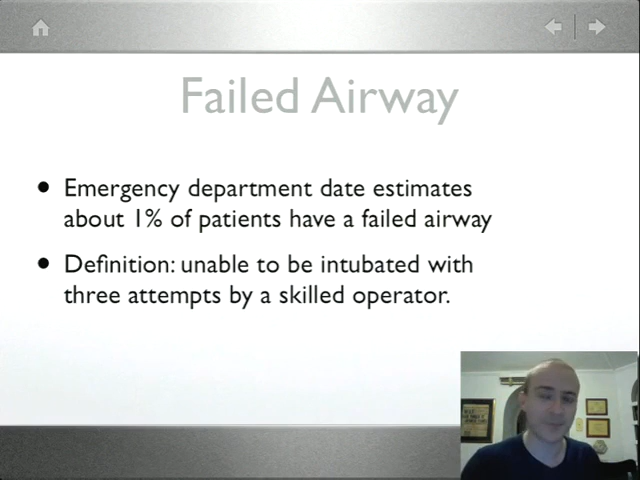 Failed Airway
• Emergency department date estimates
about 1% of patients have a failed airway
• Definition: unable to be intubated with
three attempts by a skilled operator.